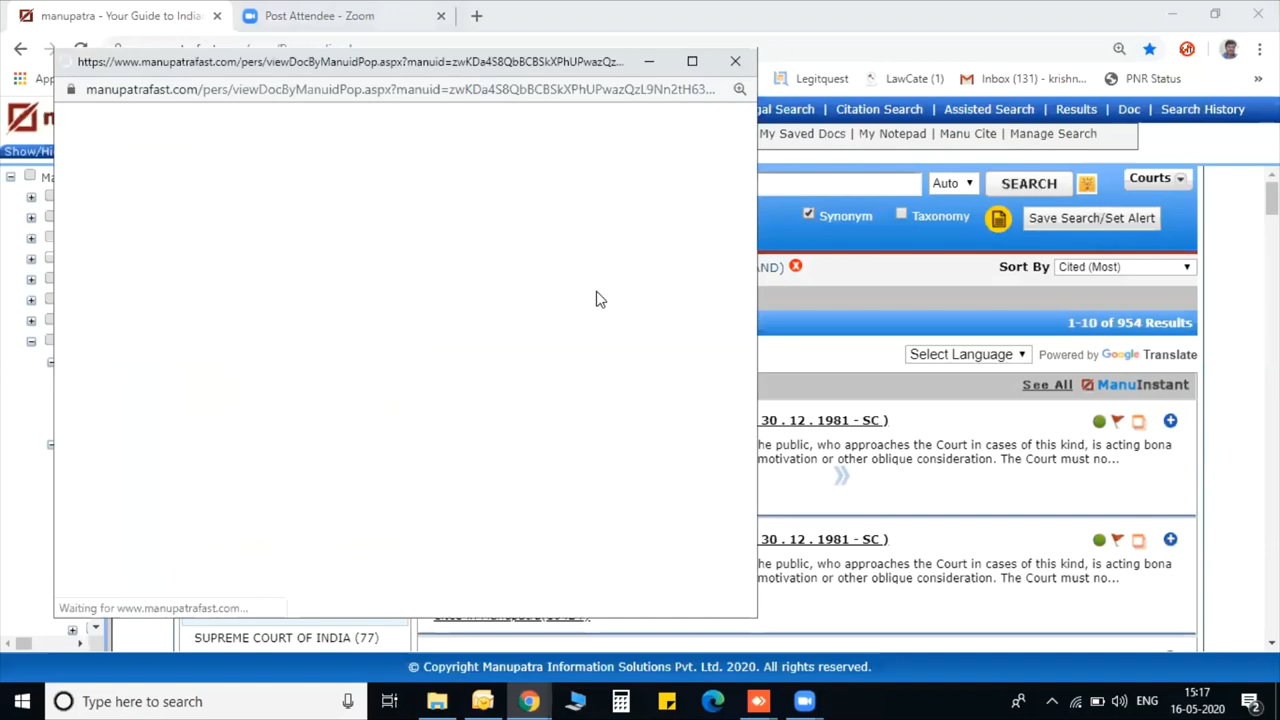 manupatra - Your Guide to India
Post Attendee - Zoom
https://www.manupatrafast.com/pers/viewDocByManuidPop.aspx?manuid=zwKDa4S8QbBCBSkXPhUPwazQz...
manupatrafast.com/pers/viewDocByManuidPop.aspx?manuid=zwKDa4S8QbBCBSkXPhUPwazQzL9Nn2tH63...
App
Legitquest
LawCate (1)
Inbox (131) - krishn...
PNR Status
»
gal Search | Citation Search | Assisted Search | Results | Doc | Search History
My Saved Docs | My Notepad | Manu Cite | Manage Search
Show/Hi
Ma
Auto
SEARCH
Courts
Synonym
Taxonomy
Save Search/Set Alert
AND)
Sort By
Cited (Most)
1-10 of 954 Results
Select Language
Powered by Google Translate
See All
ManuInstant
30 . 12 . 1981 - SC )
he public, who approaches the Court in cases of this kind, is acting bona
motivation or other oblique consideration. The Court must no...
30 . 12 . 1981 - SC )
he public, who approaches the Court in cases of this kind, is acting bona
motivation or other oblique consideration. The Court must no...
Waiting for www.manupatrafast.com...
SUPREME COURT OF INDIA (77)
© Copyright Manupatra Information Solutions Pvt. Ltd. 2020. All rights reserved.
Type here to search
ENG
15:17
16-05-2020
2